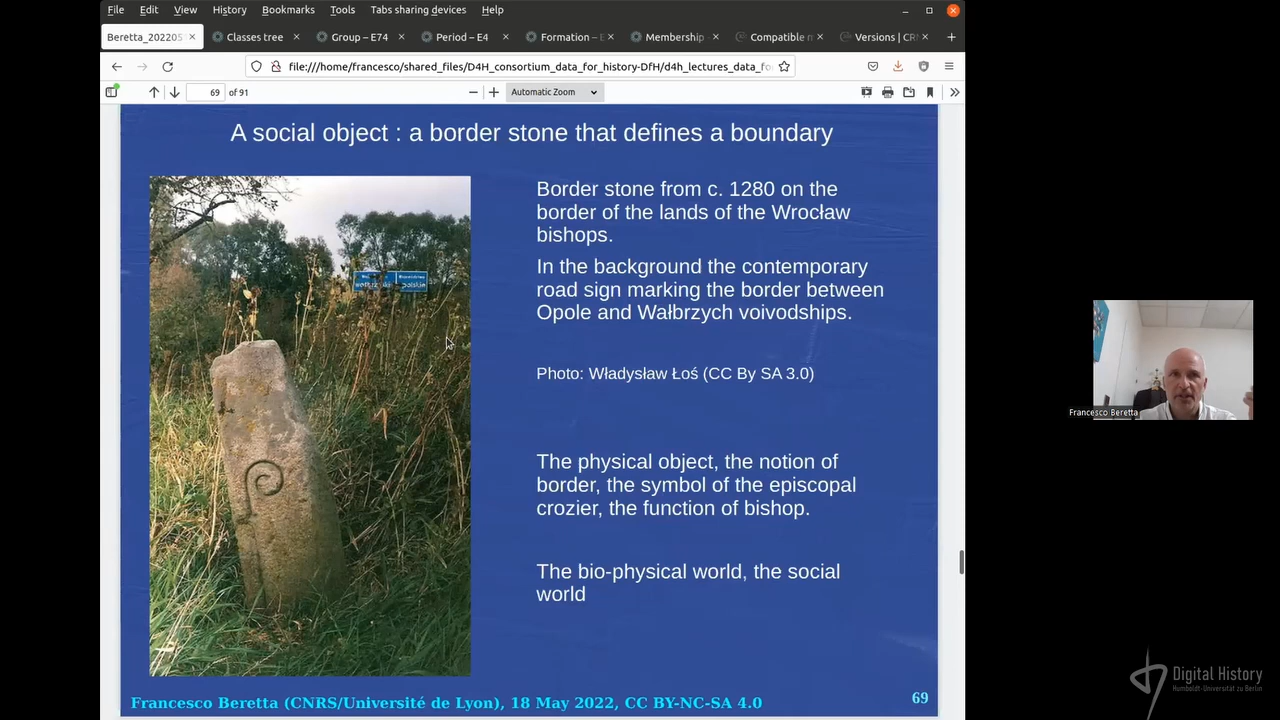 File Edit View History Bookmarks Tools Tabs sharing devices Help
Beretta_202205
Classes tree
Group – E74
Period – E4
Formation –
Membership
Compatible
Versions | CR
file:///home/francesco/shared_files/D4H_consortium_data_for_history-DfH/d4h_lectures_data_fo
69 of 91
Automatic Zoom
A social object : a border stone that defines a boundary
Border stone from c. 1280 on the
border of the lands of the Wrocław
bishops.
In the background the contemporary
road sign marking the border between
Opole and Wałbrzych voivodships.
Photo: Władysław Łoś (CC By SA 3.0)
The physical object, the notion of
border, the symbol of the episcopal
crozier, the function of bishop.
The bio-physical world, the social
world
Francesco Beretta (CNRS/Université de Lyon), 18 May 2022, CC BY-NC-SA 4.0
69
Francesco Beretta
Digital History
Humboldt-Universität zu Berlin